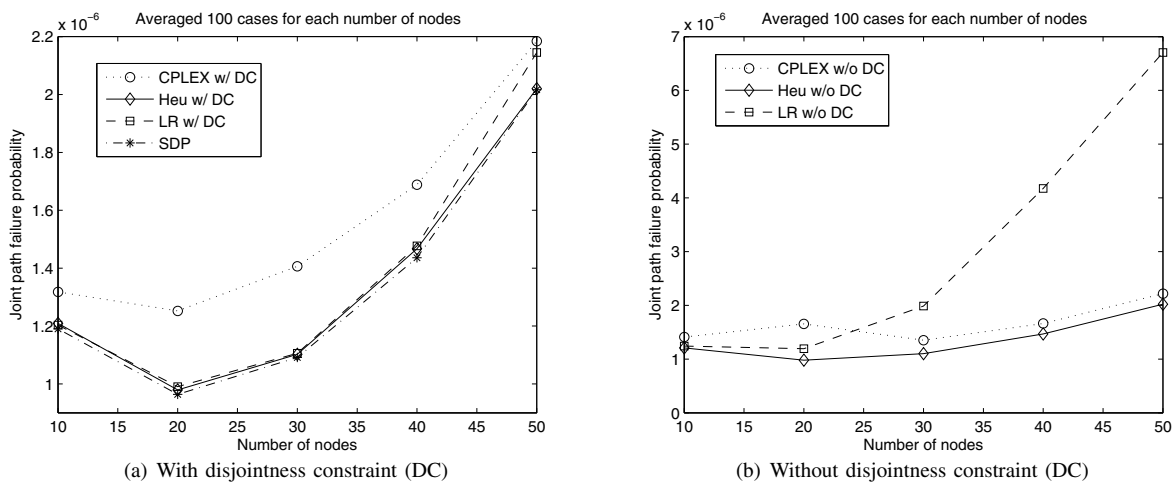 Averaged 100 cases for each number of nodes
x 10⁻⁶
2.2
2
1.8
1.6
1.4
1.2
1
CPLEX w/ DC
Heu w/ DC
LR w/ DC
SDP
Joint path failure probability
10 15 20 25 30 35 40 45 50
Number of nodes
(a) With disjointness constraint (DC)
Averaged 100 cases for each number of nodes
x 10⁻⁶
7
6
5
4
3
2
1
0
CPLEX w/o DC
Heu w/o DC
LR w/o DC
Joint path failure probability
10 15 20 25 30 35 40 45 50
Number of nodes
(b) Without disjointness constraint (DC)